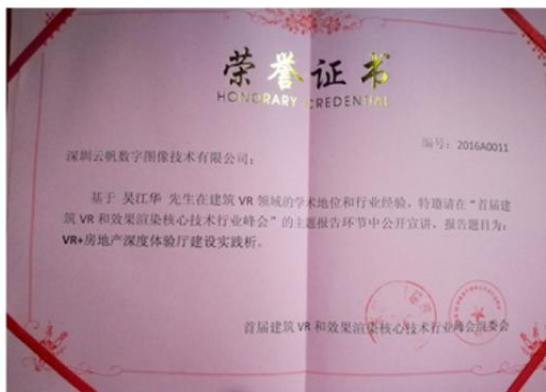 荣誉证书
HONORARY CREDENTIAL
编号：2016A0011
深圳云帆数字图像技术有限公司：
基于 吴江华 先生在建筑 VR 领域的学术地位和行业经验，特邀请在“首届建
筑 VR 和效果渲染核心技术行业峰会”的主题报告环节中公开宣讲，报告题目为：
VR+房地产深度体验厅建设实践析。
首届建筑 VR 和效果渲染核心技术行业峰会组委会